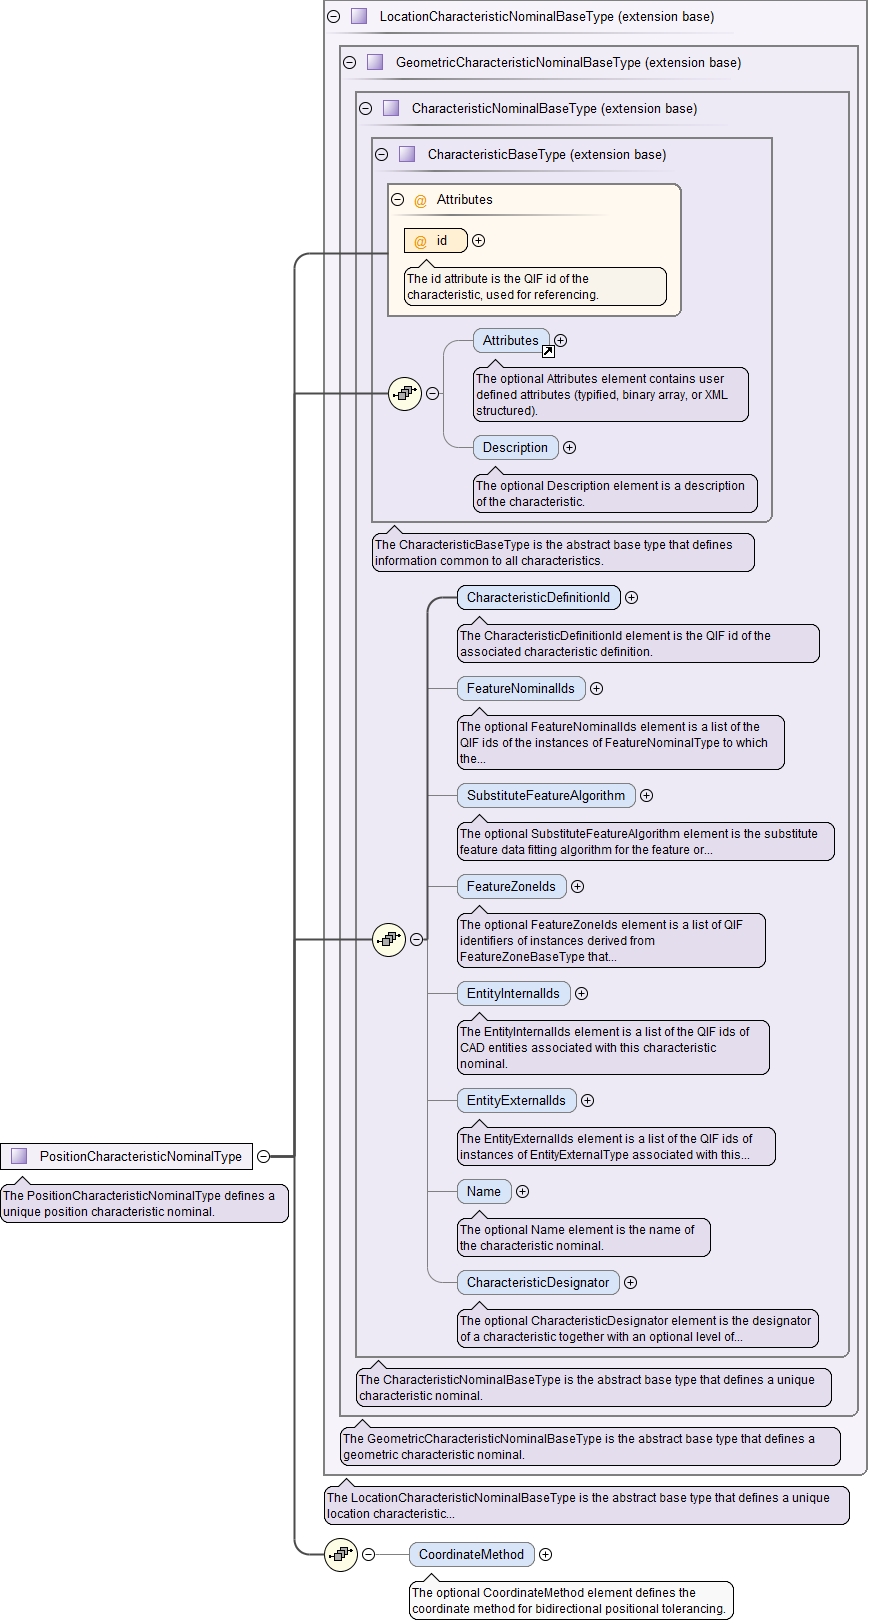 LocationCharacteristicNominalBaseType (extension base)
GeometricCharacteristicNominalBaseType (extension base)
CharacteristicNominalBaseType (extension base)
CharacteristicBaseType (extension base)
@ Attributes
@ id
The id attribute is the QIF id of the
characteristic, used for referencing.
Attributes
The optional Attributes element contains user
defined attributes (typified, binary array, or XML
structured).
Description
The optional Description element is a description
of the characteristic.
The CharacteristicBaseType is the abstract base type that defines
information common to all characteristics.
CharacteristicDefinitionId
The CharacteristicDefinitionId element is the QIF id of the
associated characteristic definition.
FeatureNominalIds
The optional FeatureNominalIds element is a list of the
QIF ids of the instances of FeatureNominalType to which
the...
SubstituteFeatureAlgorithm
The optional SubstituteFeatureAlgorithm element is the substitute
feature data fitting algorithm for the feature or...
FeatureZoneIds
The optional FeatureZoneIds element is a list of QIF
identifiers of instances derived from
FeatureZoneBaseType that...
EntityInternalIds
The EntityInternalIds element is a list of the QIF ids of
CAD entities associated with this characteristic
nominal.
EntityExternalIds
The EntityExternalIds element is a list of the QIF ids of
instances of EntityExternalType associated with this...
PositionCharacteristicNominalType
The PositionCharacteristicNominalType defines a
unique position characteristic nominal.
Name
The optional Name element is the name of
the characteristic nominal.
CharacteristicDesignator
The optional CharacteristicDesignator element is the designator
of a characteristic together with an optional level of...
The CharacteristicNominalBaseType is the abstract base type that defines a unique
characteristic nominal.
The GeometricCharacteristicNominalBaseType is the abstract base type that defines a
geometric characteristic nominal.
The LocationCharacteristicNominalBaseType is the abstract base type that defines a unique
location characteristic...
CoordinateMethod
The optional CoordinateMethod element defines the
coordinate method for bidirectional positional tolerancing.